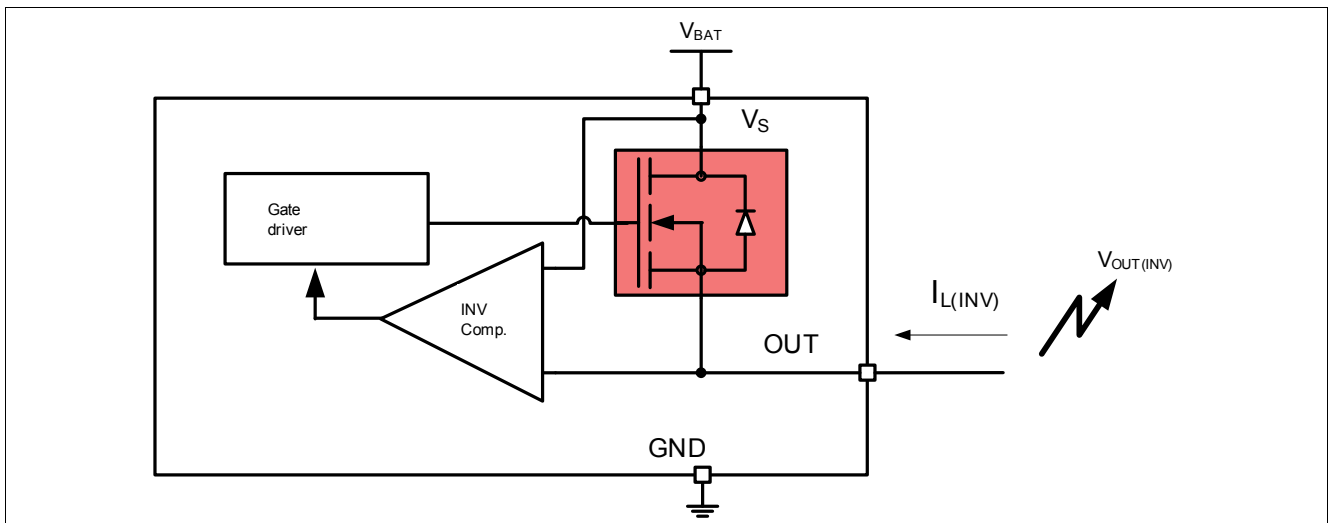 VBAT
VS
Gate
driver
INV
Comp.
OUT
IL(INV)
VOUT(INV)
GND